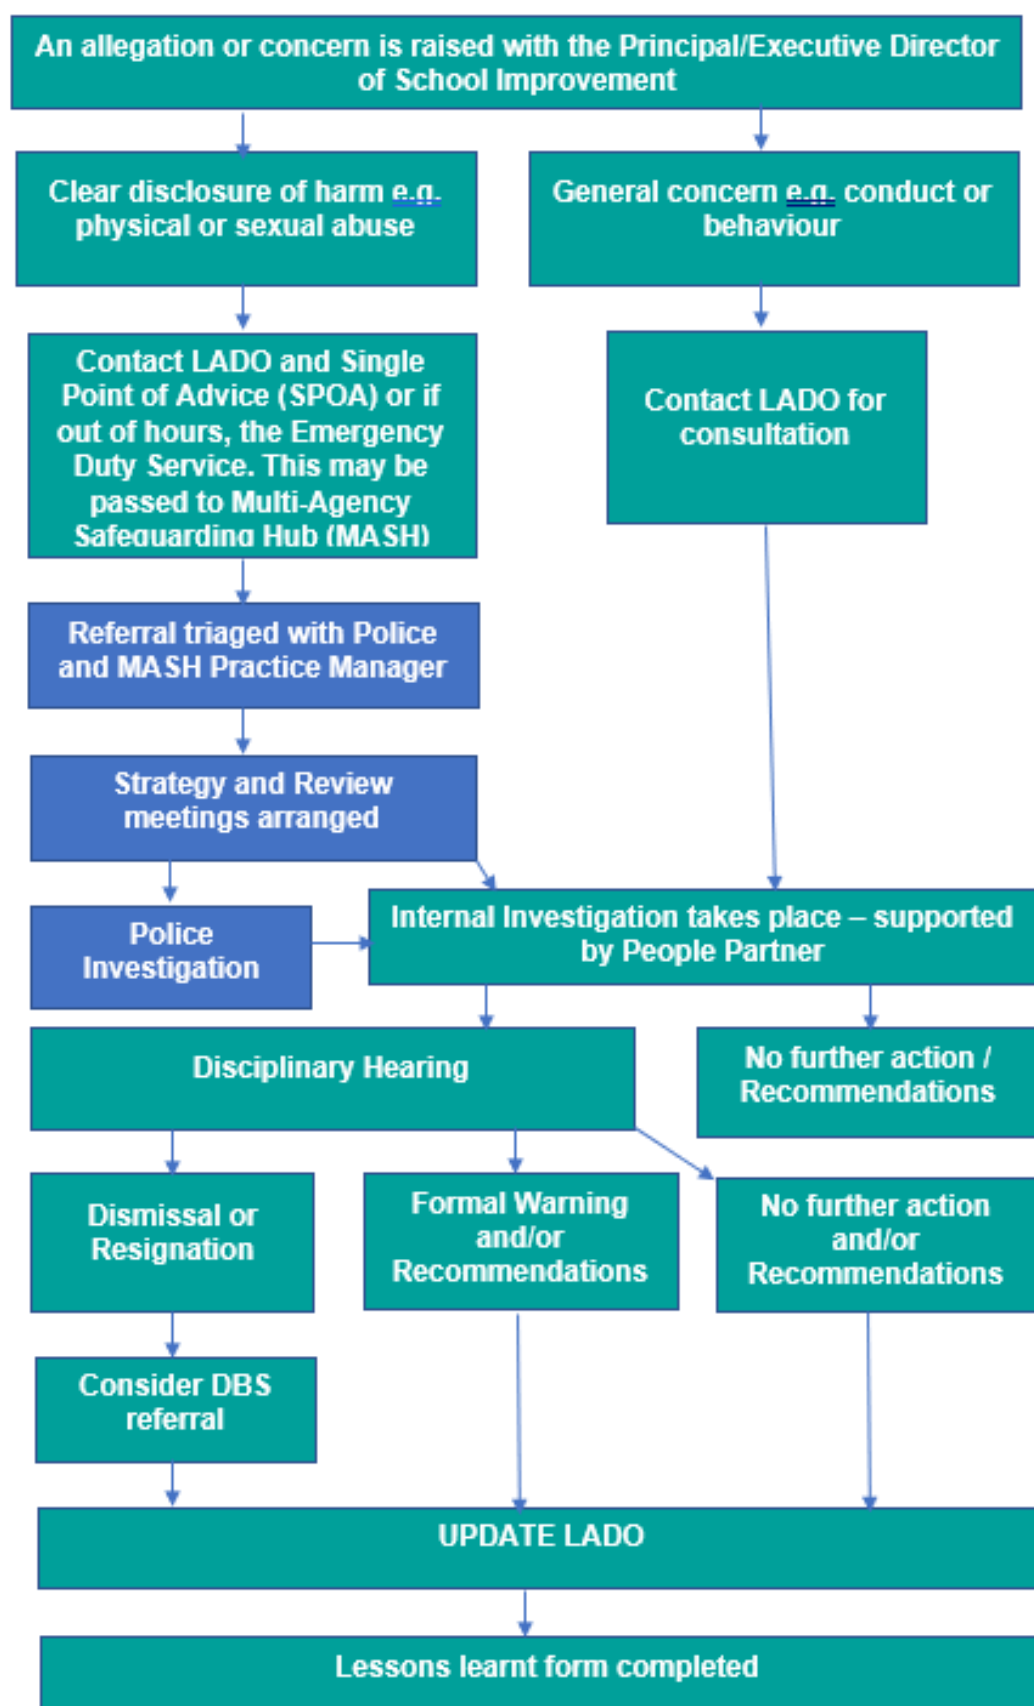 An allegation or concern is raised with the Principal/Executive Director
of School Improvement
Clear disclosure of harm e.g.
physical or sexual abuse
General concern e.g. conduct or
behaviour
Contact LADO and Single
Point of Advice (SPOA) or if
out of hours, the Emergency
Duty Service. This may be
passed to Multi-Agency
Safeguarding Hub (MASH)
Contact LADO for
consultation
Referral triaged with Police
and MASH Practice Manager
Strategy and Review
meetings arranged
Police
Investigation
Internal Investigation takes place – supported
by People Partner
Disciplinary Hearing
No further action /
Recommendations
Dismissal or
Resignation
Formal Warning
and/or
Recommendations
No further action
and/or
Recommendations
Consider DBS
referral
UPDATE LADO
Lessons learnt form completed